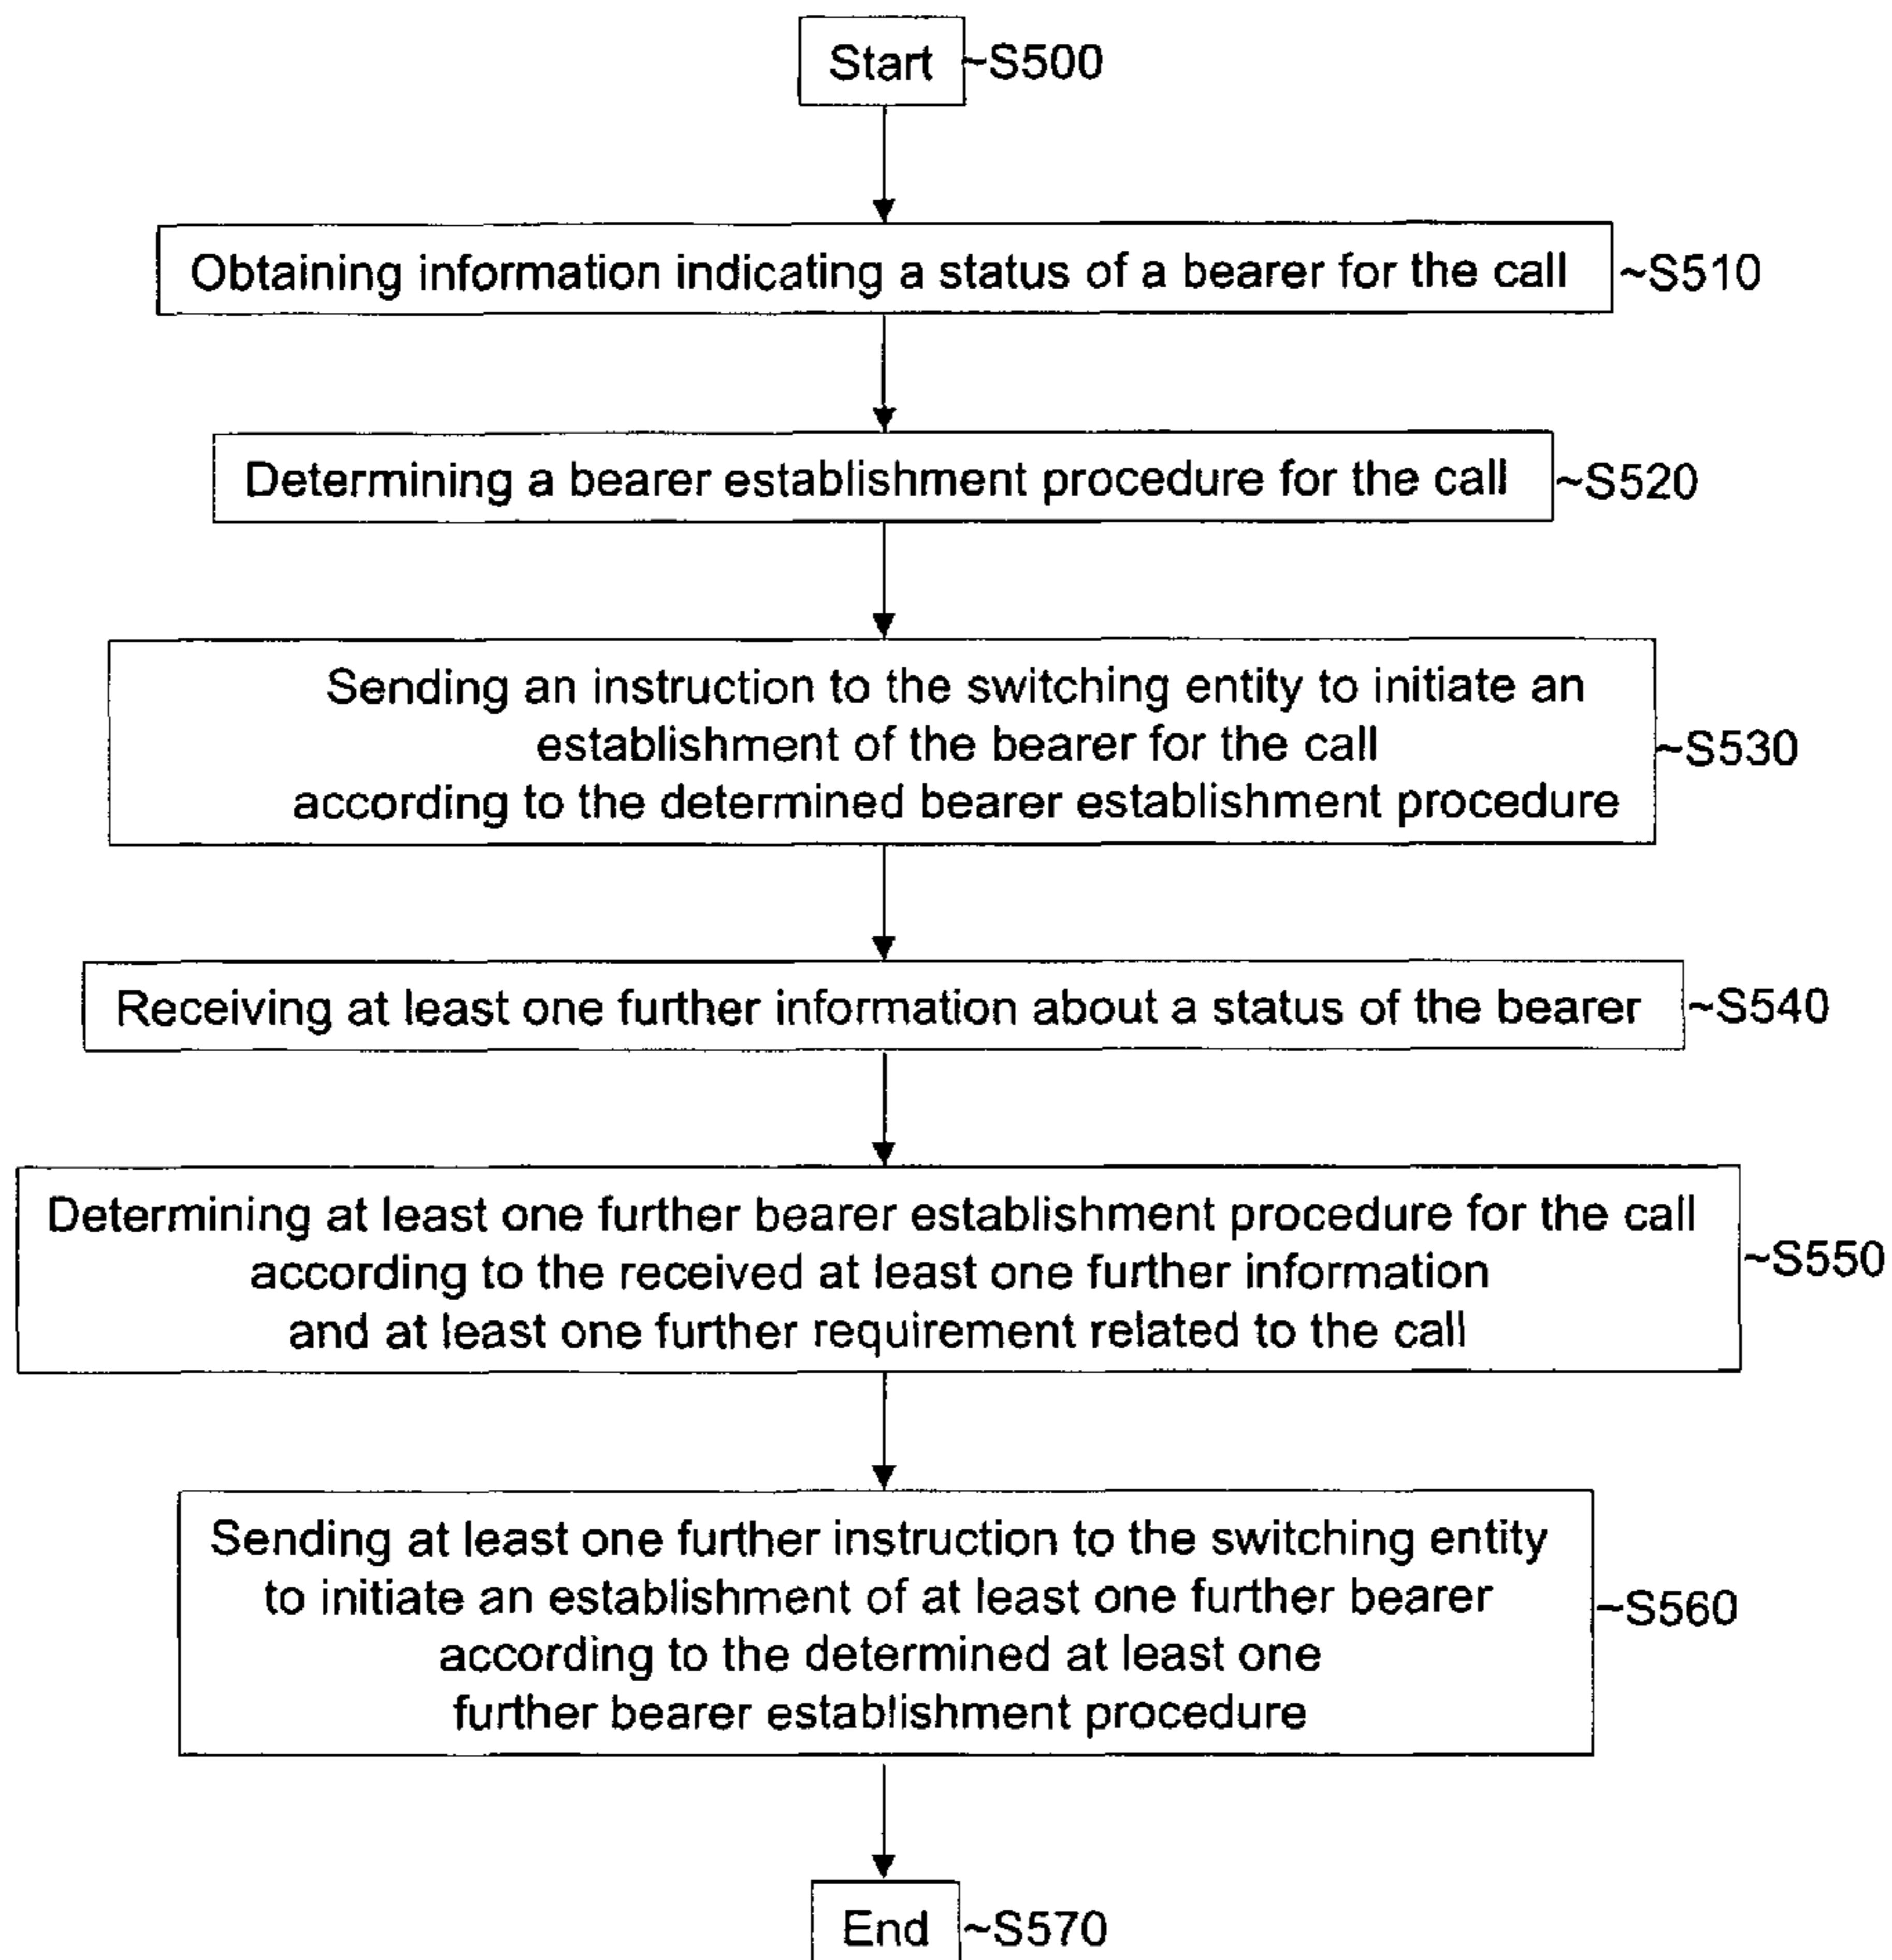 Start ~S500
Obtaining information indicating a status of a bearer for the call ~S510
Determining a bearer establishment procedure for the call ~S520
Sending an instruction to the switching entity to initiate an
establishment of the bearer for the call
according to the determined bearer establishment procedure
~S530
Receiving at least one further information about a status of the bearer ~S540
Determining at least one further bearer establishment procedure for the call
according to the received at least one further information
and at least one further requirement related to the call
~S550
Sending at least one further instruction to the switching entity
to initiate an establishment of at least one further bearer
according to the determined at least one
further bearer establishment procedure
~S560
End ~S570